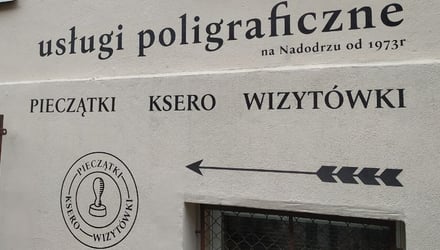 usługi poligraficzne
na Nadodrzu od 1973r
PIECZĄTKI KSERO WIZYTÓWKI
PIECZĄTKI
KSERO
WIZYTÓWKI